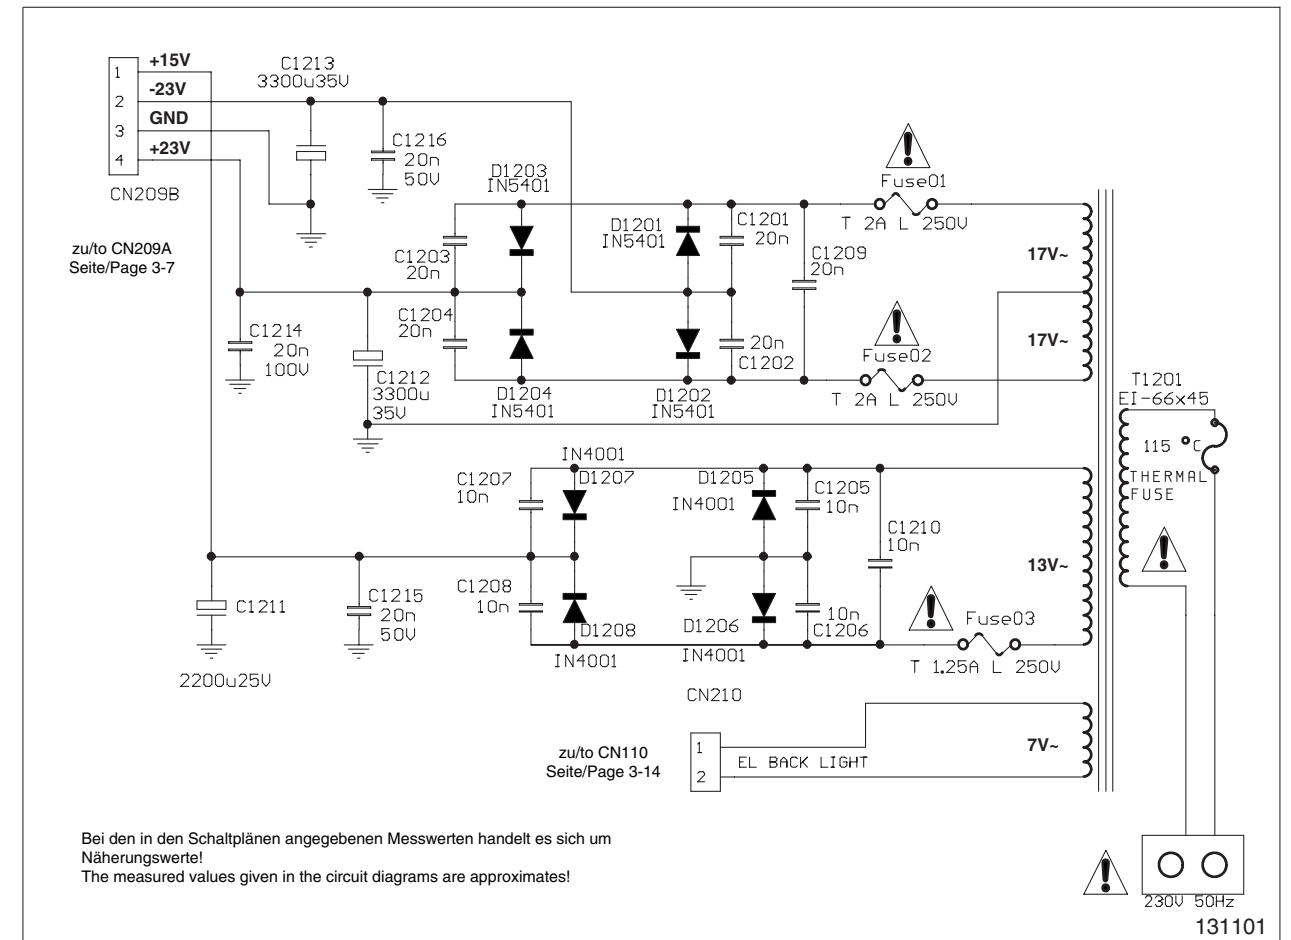 +15V
1
-23V
2
GND
3
+23V
4
CN209B
zu/to CN209A
Seite/Page 3-7
C1213
3300u35V
C1216
20n
50V
D1203
IN5401
Fuse01
T 2A L 250V
D1201
IN5401
C1201
20n
C1203
20n
C1209
20n
17V~
C1214
20n
100V
C1204
20n
20n
C1202
Fuse02
T 2A L 250V
17V~
C1212
3300u
35V
D1204
IN5401
D1202
IN5401
T1201
EI-66x45
115 °C
THERMAL
FUSE
IN4001
D1207
C1207
10n
D1205
IN4001
C1205
10n
C1210
10n
13V~
C1211
2200u25V
C1215
20n
50V
C1208
10n
D1208
IN4001
D1206
IN4001
10n
C1206
Fuse03
T 1.25A L 250V
CN210
zu/to CN110
Seite/Page 3-14
1
2
EL BACK LIGHT
7V~
Bei den in den Schaltplänen angegebenen Messwerten handelt es sich um
Näherungswerte!
The measured values given in the circuit diagrams are approximates!
230V 50Hz
131101